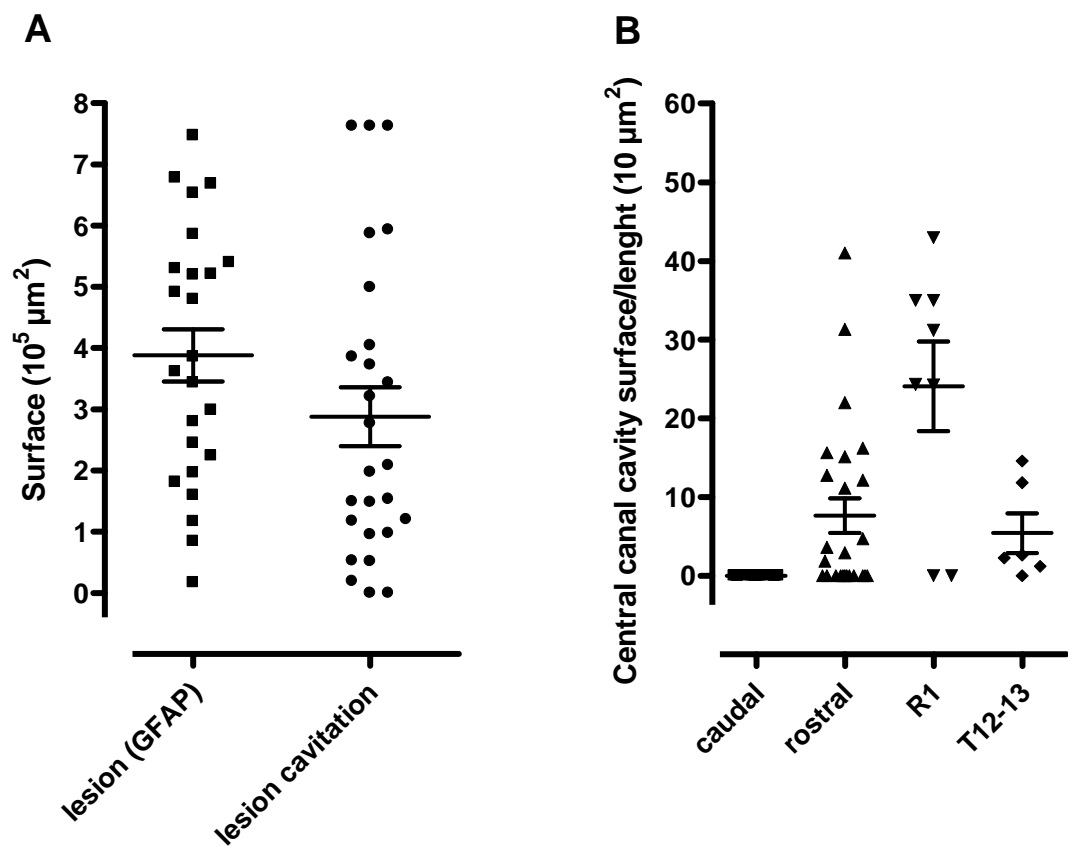 A
Surface (10⁵ µm²)
8
7
6
5
4
3
2
1
0
lesion (GFAP)
lesion cavitation
B
Central canal cavity surface/lenght (10 µm²)
60
50
40
30
20
10
0
caudal
rostral
R1
T12-13